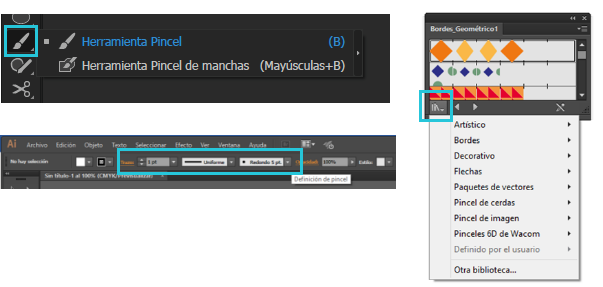 Herramienta Pincel (B)
Herramienta Pincel de manchas (Mayúsculas+B)
Ai Archivo Edición Objeto Texto Seleccionar Efecto Ver Ventana Ayuda
No hay selección 1 pt Uniforme Redondo 5 pt. 100% Estilo:
Sin título-1 al 100% (CMYK/Previsualizar)
Definición de pincel
Bordes_Geométrico1
Artístico
Bordes
Decorativo
Flechas
Paquetes de vectores
Pincel de cerdas
Pincel de imagen
Pinceles 6D de Wacom
Definido por el usuario
Otra biblioteca...